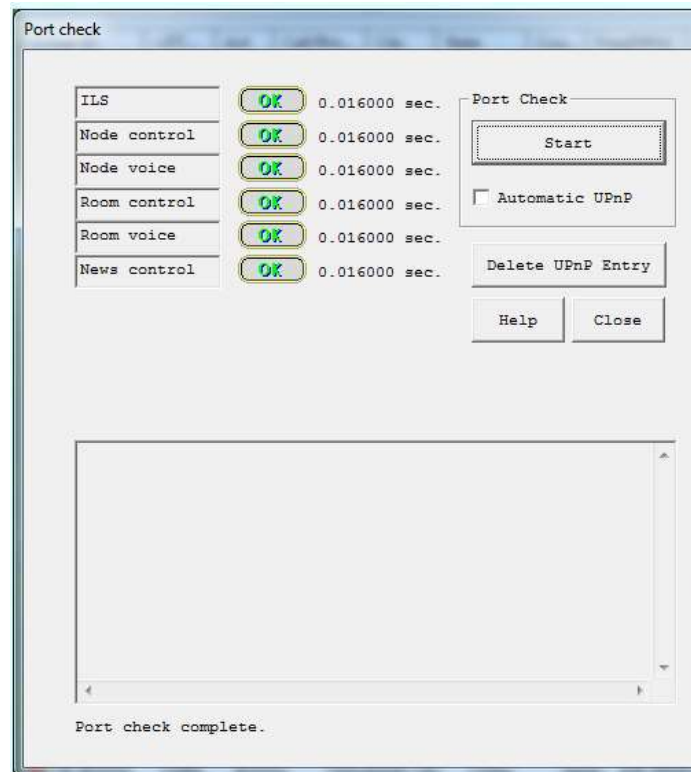 Port check
ILS OK 0.016000 sec.
Node control OK 0.016000 sec.
Node voice OK 0.016000 sec.
Room control OK 0.016000 sec.
Room voice OK 0.016000 sec.
News control OK 0.016000 sec.
Port Check
Start
Automatic UPnP
Delete UPnP Entry
Help Close
Port check complete.